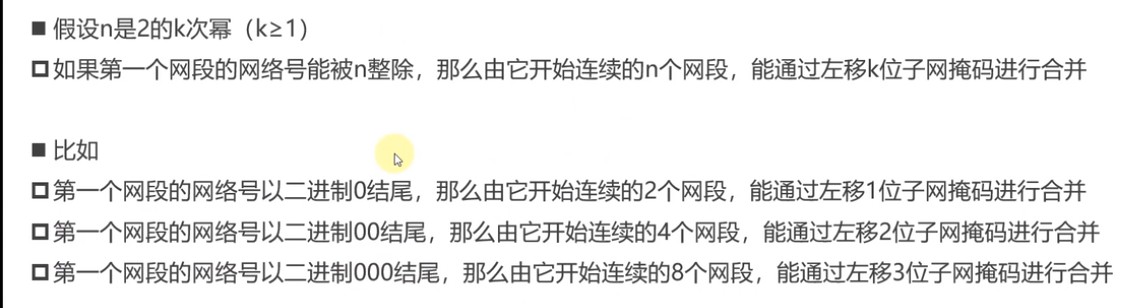 ■ 假设n是2的k次幂（k≥1）
□ 如果第一个网段的网络号能被n整除，那么由它开始连续的n个网段，能通过左移k位子网掩码进行合并
■ 比如
□ 第一个网段的网络号以二进制0结尾，那么由它开始连续的2个网段，能通过左移1位子网掩码进行合并
□ 第一个网段的网络号以二进制00结尾，那么由它开始连续的4个网段，能通过左移2位子网掩码进行合并
□ 第一个网段的网络号以二进制000结尾，那么由它开始连续的8个网段，能通过左移3位子网掩码进行合并